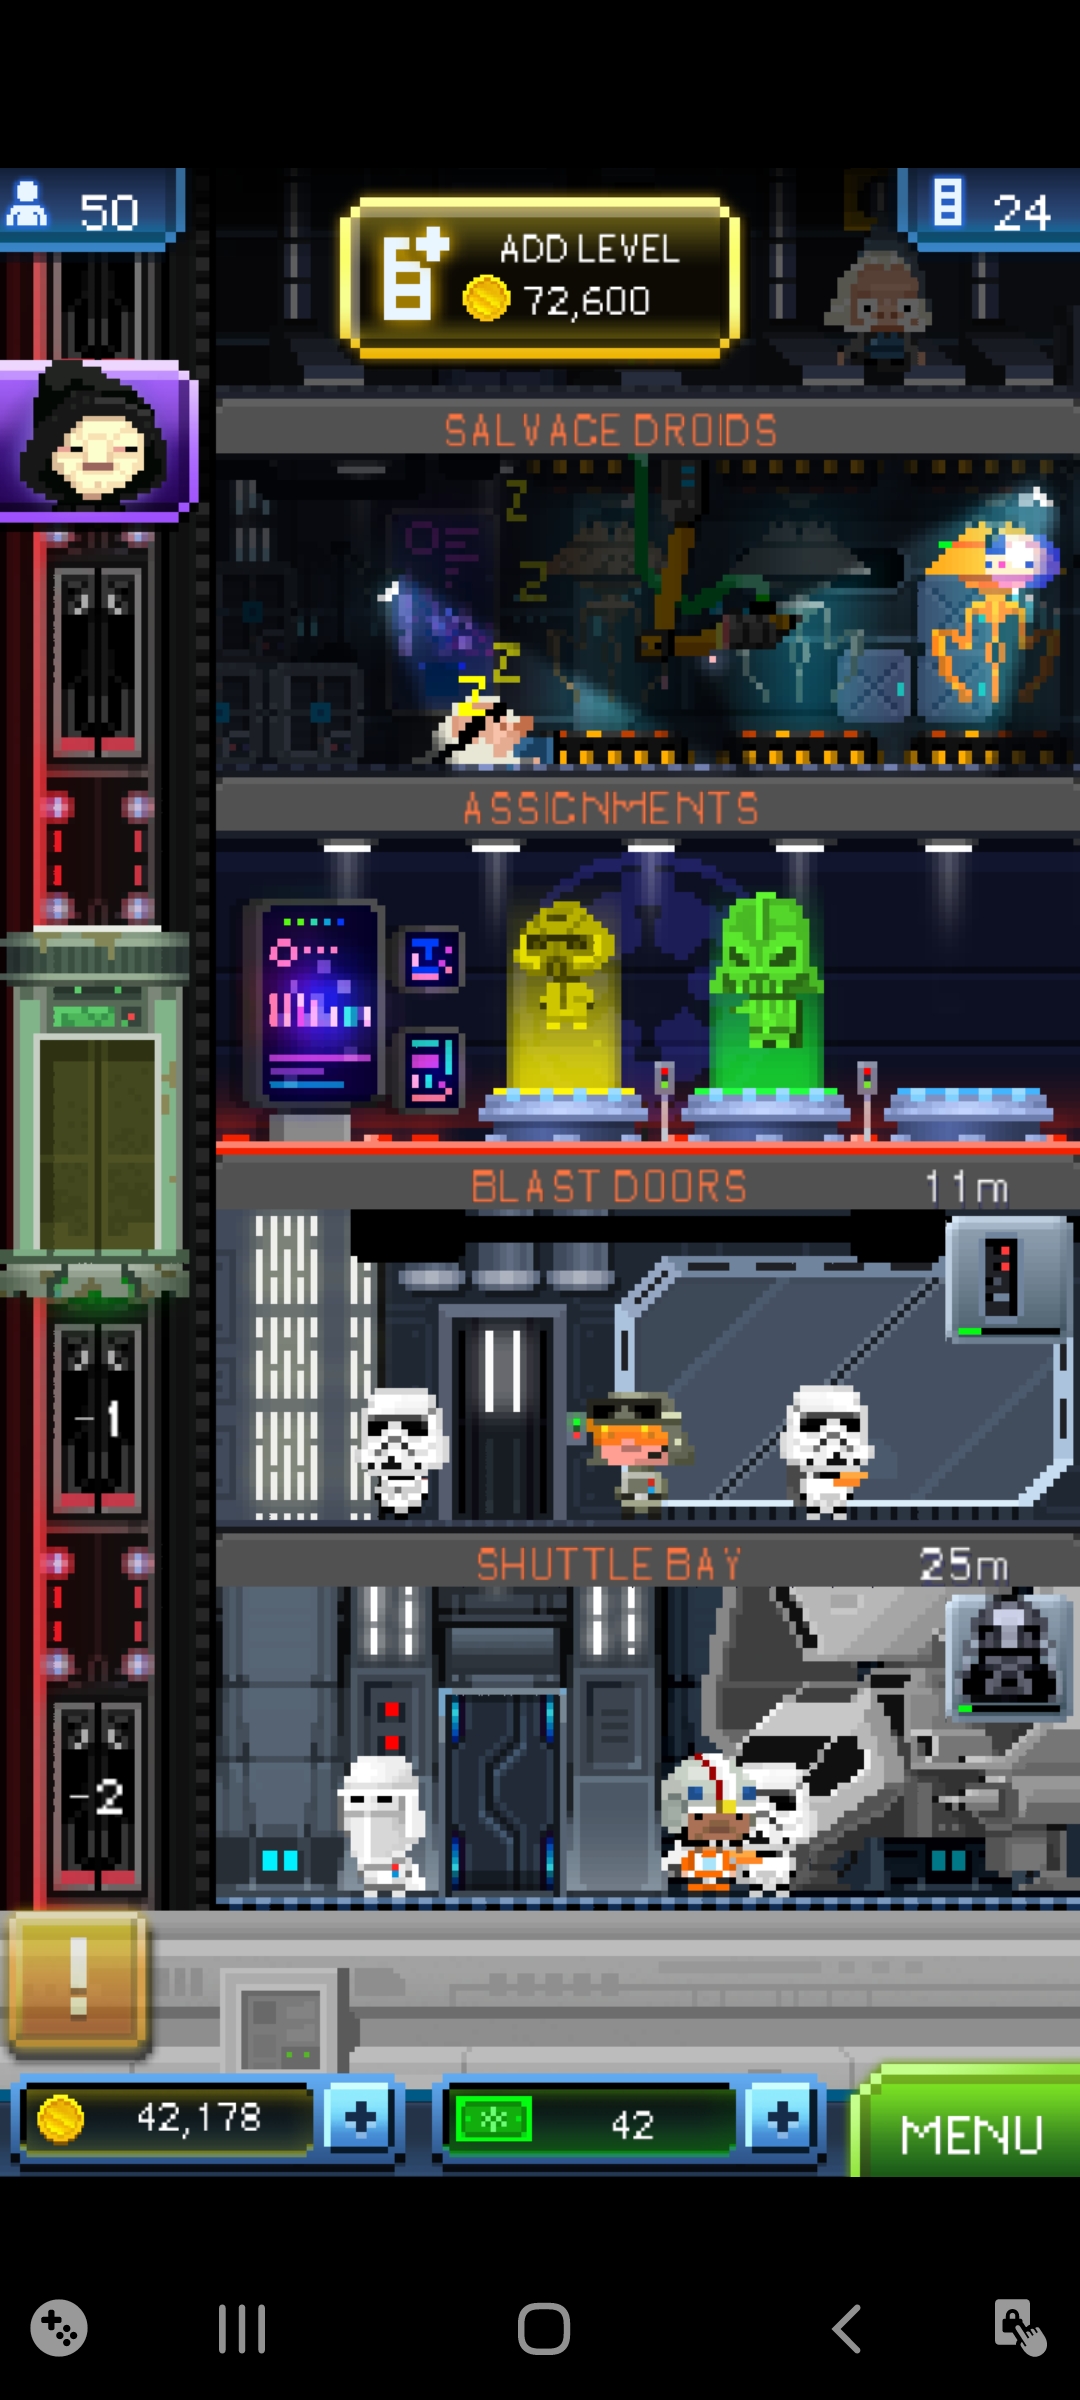 50
ADD LEVEL
72,600
24
SALVAGE DROIDS
Z
Z
Z
Z
ASSIGNMENTS
BLAST DOORS 11m
-1
SHUTTLE BAY 25m
-2
!
42,178 +
42 +
MENU